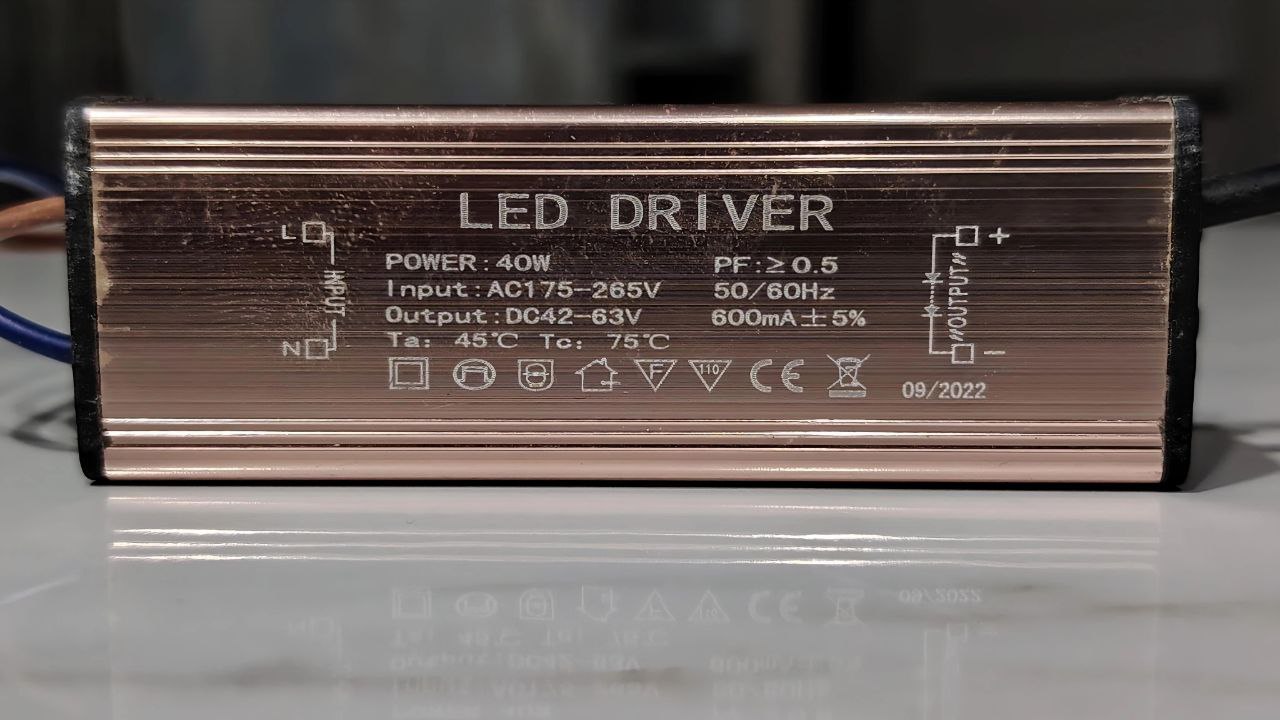 LED DRIVER
L
INPUT
N
POWER: 40W PF: ≥ 0.5
Input: AC175-265V 50/60Hz
Output: DC42-63V 600mA ± 5%
Ta: 45℃ Tc: 75℃
F
110
CE
+
"OUTPUT"
−
09/2022